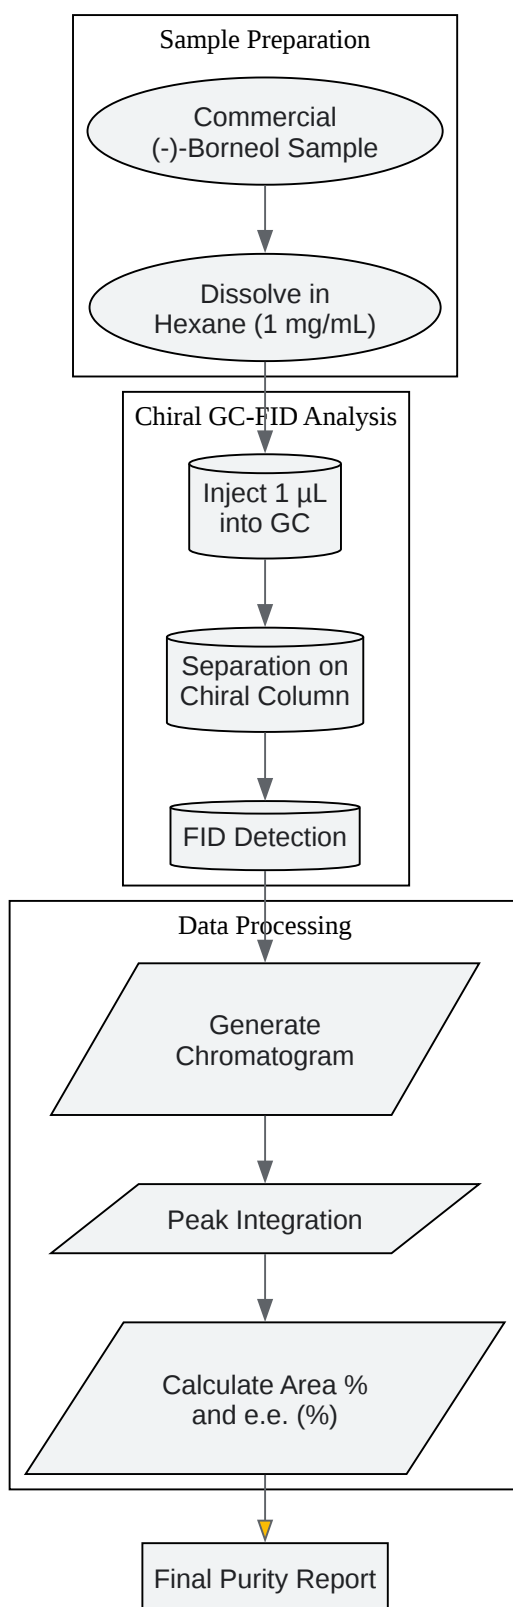 Sample Preparation
Commercial
(-)-Borneol Sample
Dissolve in
Hexane (1 mg/mL)
Chiral GC-FID Analysis
Inject 1 µL
into GC
Separation on
Chiral Column
FID Detection
Data Processing
Generate
Chromatogram
Peak Integration
Calculate Area %
and e.e. (%)
Final Purity Report